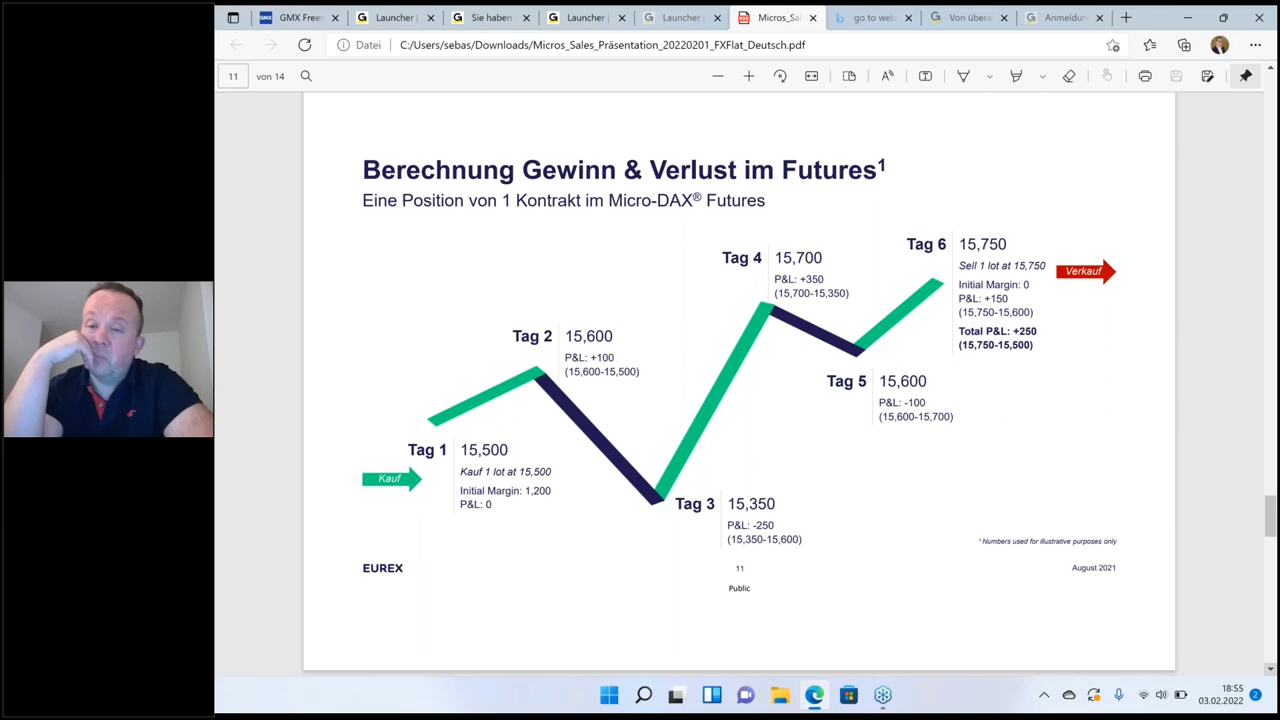 GMX Freen
Launcher
Sie haben
Launcher
Launcher
Micros_Sal
go to web
Von übera
Anmeldun
Datei
C:/Users/sebas/Downloads/Micros_Sales_Präsentation_20220201_FXFlat_Deutsch.pdf
11 von 14
Berechnung Gewinn & Verlust im Futures¹
Eine Position von 1 Kontrakt im Micro-DAX® Futures
Tag 1
15,500
Kauf 1 lot at 15,500
Initial Margin: 1,200
P&L: 0
Kauf
Tag 2
15,600
P&L: +100
(15,600-15,500)
Tag 3
15,350
P&L: -250
(15,350-15,600)
Tag 4
15,700
P&L: +350
(15,700-15,350)
Tag 5
15,600
P&L: -100
(15,600-15,700)
Tag 6
15,750
Sell 1 lot at 15,750
Initial Margin: 0
P&L: +150
(15,750-15,600)
Total P&L: +250
(15,750-15,500)
Verkauf
¹ Numbers used for illustrative purposes only
EUREX
11
August 2021
Public
18:55
03.02.2022
2